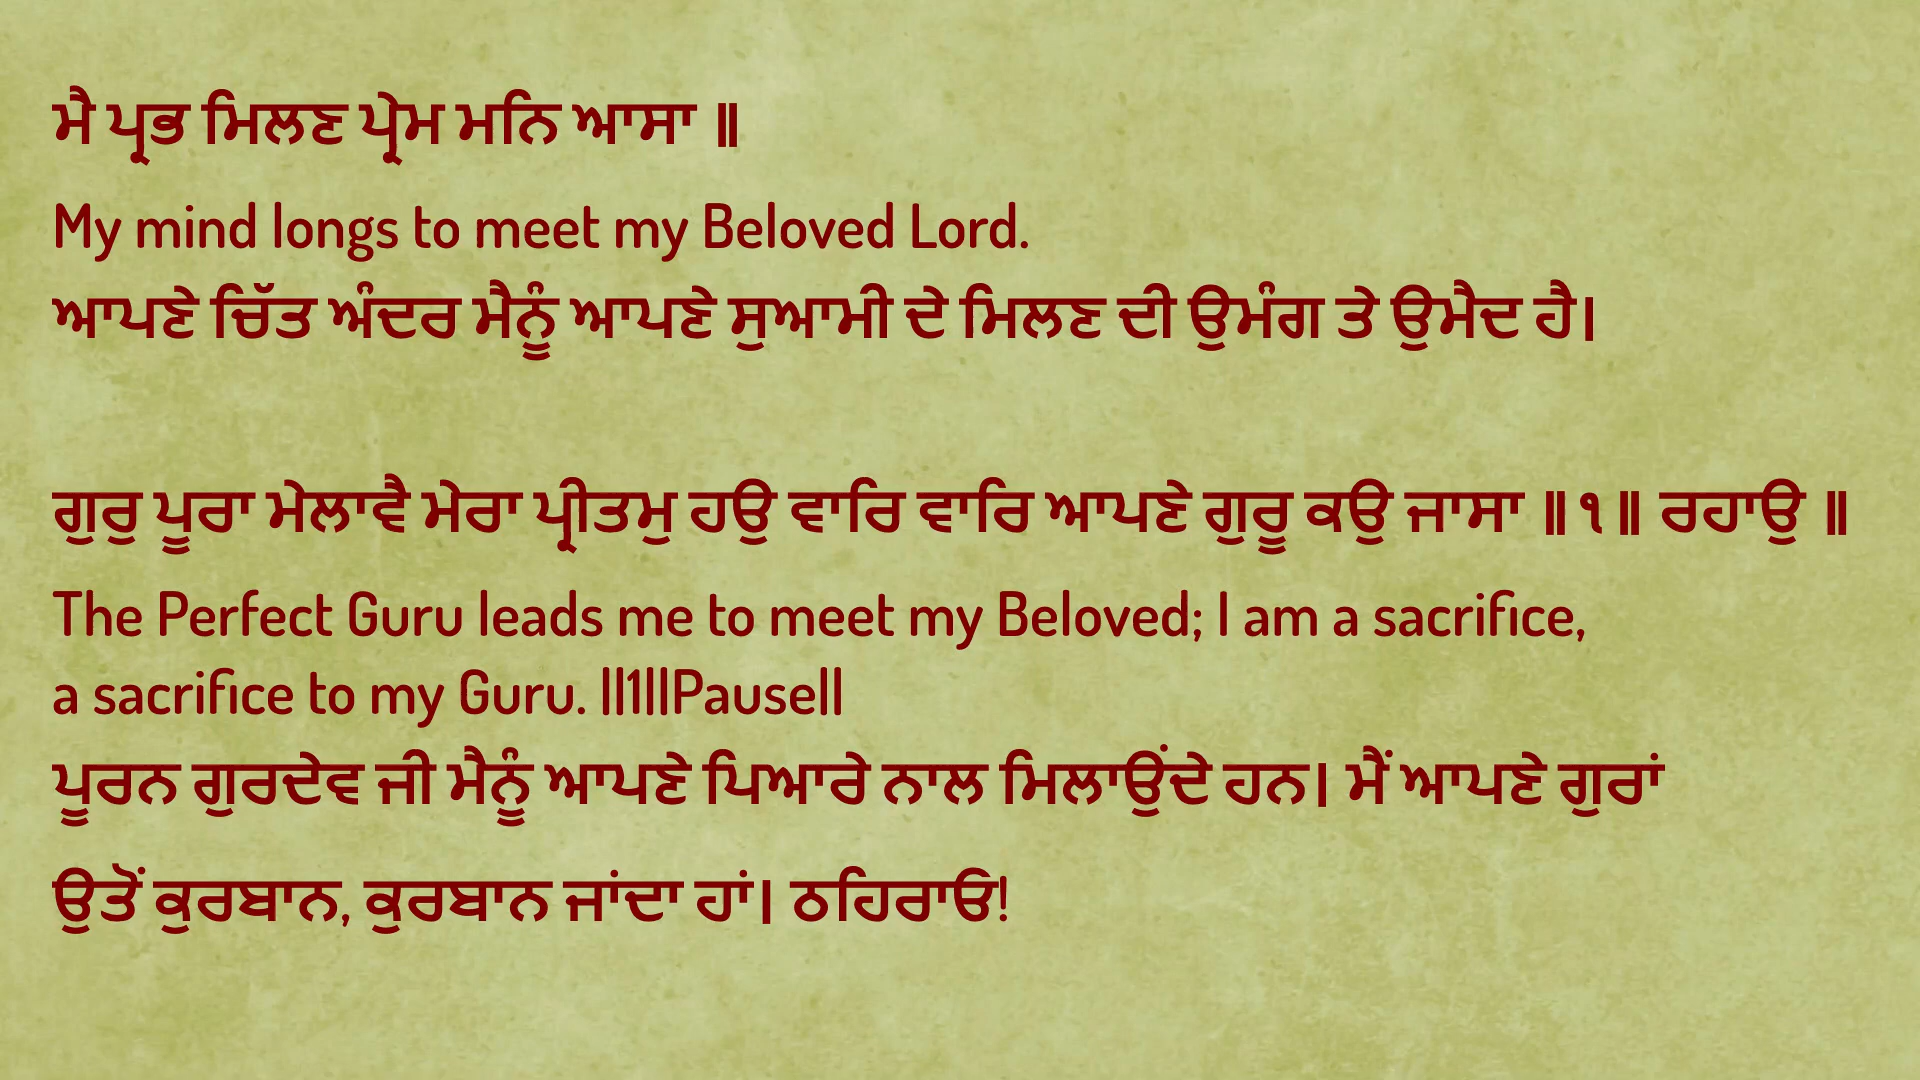 ਮੈ ਪ੍ਰਭ ਮਿਲਣ ਪ੍ਰੇਮ ਮਨਿ ਆਸਾ ॥
My mind longs to meet my Beloved Lord.
ਆਪਣੇ ਚਿੱਤ ਅੰਦਰ ਮੈਨੂੰ ਆਪਣੇ ਸੁਆਮੀ ਦੇ ਮਿਲਣ ਦੀ ਉਮੰਗ ਤੇ ਉਮੈਦ ਹੈ।
ਗੁਰੁ ਪੂਰਾ ਮੇਲਾਵੈ ਮੇਰਾ ਪ੍ਰੀਤਮੁ ਹਉ ਵਾਰਿ ਵਾਰਿ ਆਪਣੇ ਗੁਰੂ ਕਉ ਜਾਸਾ ॥੧॥ ਰਹਾਉ ॥
The Perfect Guru leads me to meet my Beloved; I am a sacrifice,
a sacrifice to my Guru. ||1||Pause||
ਪੂਰਨ ਗੁਰਦੇਵ ਜੀ ਮੈਨੂੰ ਆਪਣੇ ਪਿਆਰੇ ਨਾਲ ਮਿਲਾਉਂਦੇ ਹਨ। ਮੈਂ ਆਪਣੇ ਗੁਰਾਂ
ਉਤੋਂ ਕੁਰਬਾਨ, ਕੁਰਬਾਨ ਜਾਂਦਾ ਹਾਂ। ਠਹਿਰਾਓ!